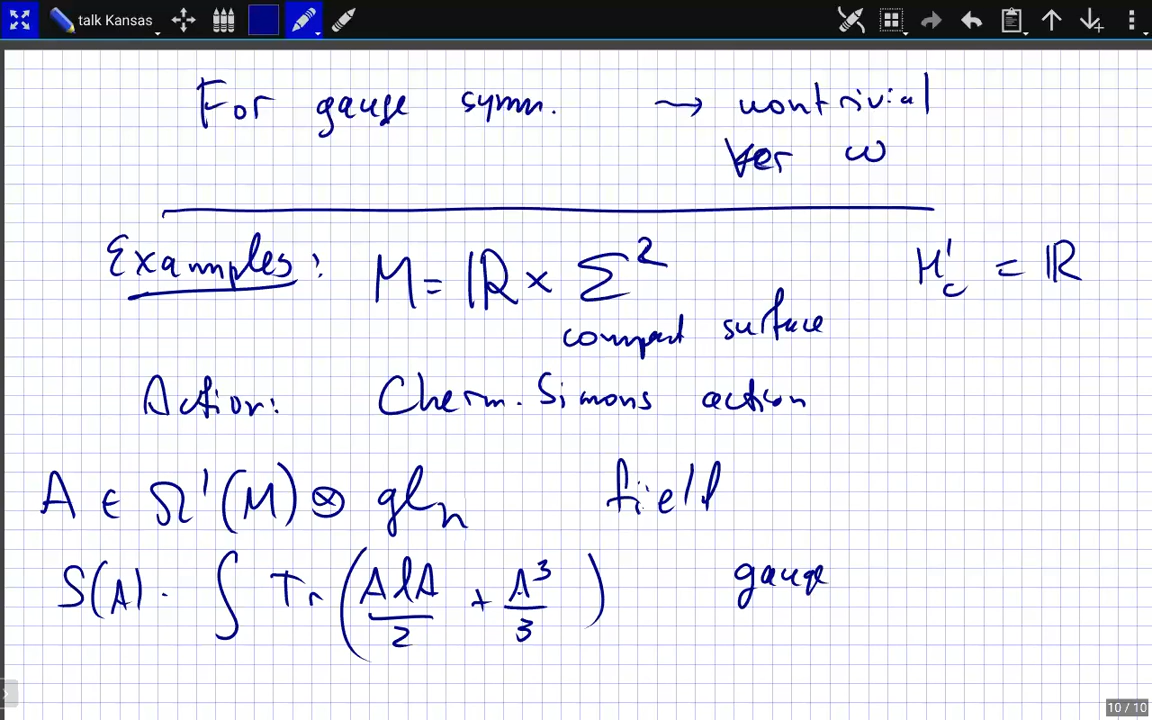 talk Kansas
For gauge symm. → nontrivial
ker ω
Examples: M = ℝ × Σ² H¹_c = ℝ
compact surface
Action: Chern-Simons action
A ∈ Ω¹(M) ⊗ gl_n field
S(A) = ∫ Tr (AdA/2 + A³/3) gauge
10 / 10